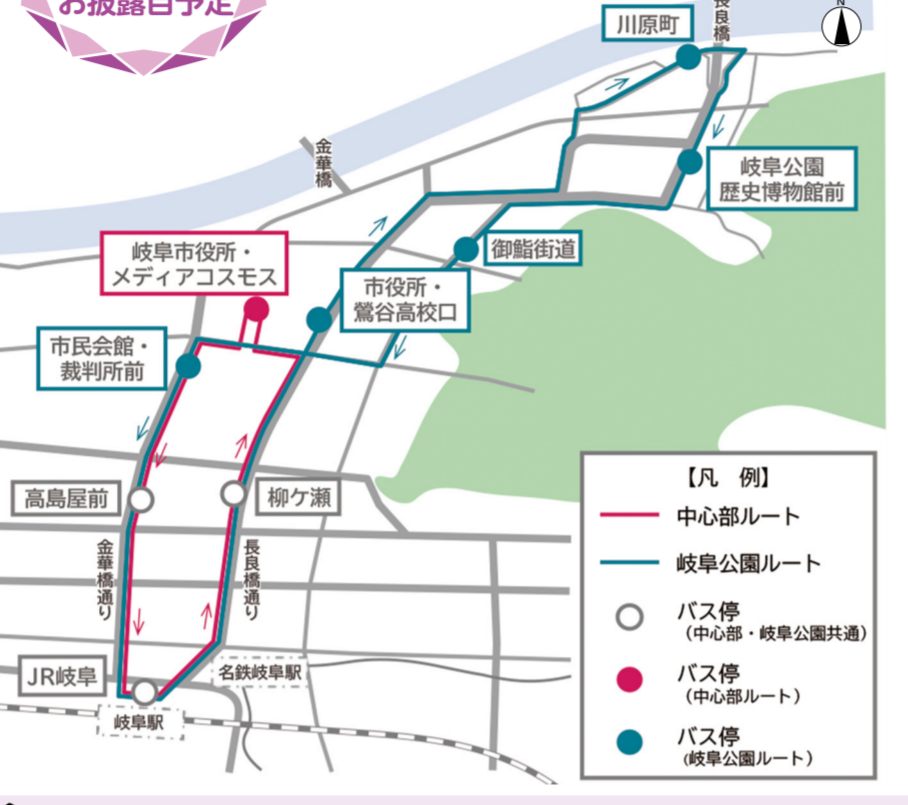 お披露目予定
川原町
長良橋
N
金華橋
岐阜公園
歴史博物館前
岐阜市役所・
メディアコスモス
御鮨街道
市役所・
鶯谷高校口
市民会館・
裁判所前
高島屋前
柳ケ瀬
金華橋通り
長良橋通り
JR岐阜
名鉄岐阜駅
岐阜駅
【凡　例】
中心部ルート
岐阜公園ルート
バス停
（中心部・岐阜公園共通）
バス停
（中心部ルート）
バス停
（岐阜公園ルート）